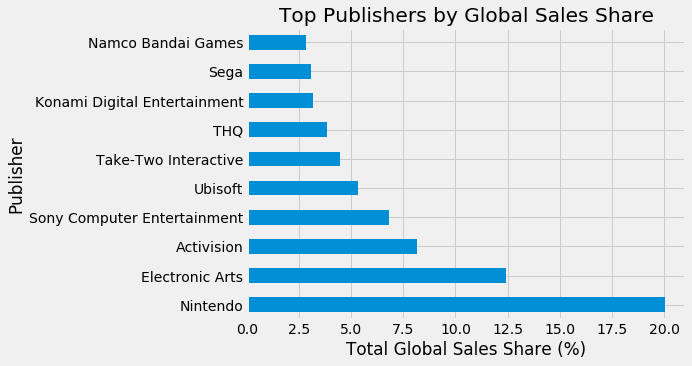 Top Publishers by Global Sales Share
Publisher
Namco Bandai Games
Sega
Konami Digital Entertainment
THQ
Take-Two Interactive
Ubisoft
Sony Computer Entertainment
Activision
Electronic Arts
Nintendo
0.0 2.5 5.0 7.5 10.0 12.5 15.0 17.5 20.0
Total Global Sales Share (%)